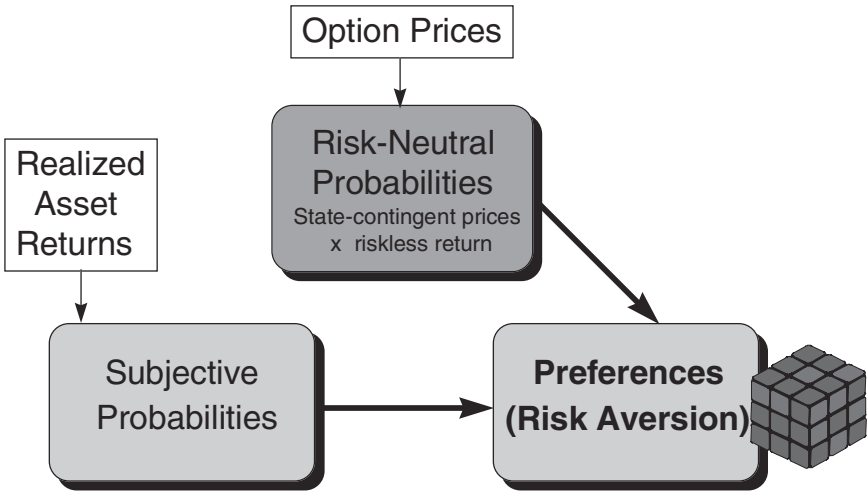 Option Prices
Risk-Neutral
Probabilities
State-contingent prices
x riskless return
Realized
Asset
Returns
Subjective
Probabilities
Preferences
(Risk Aversion)